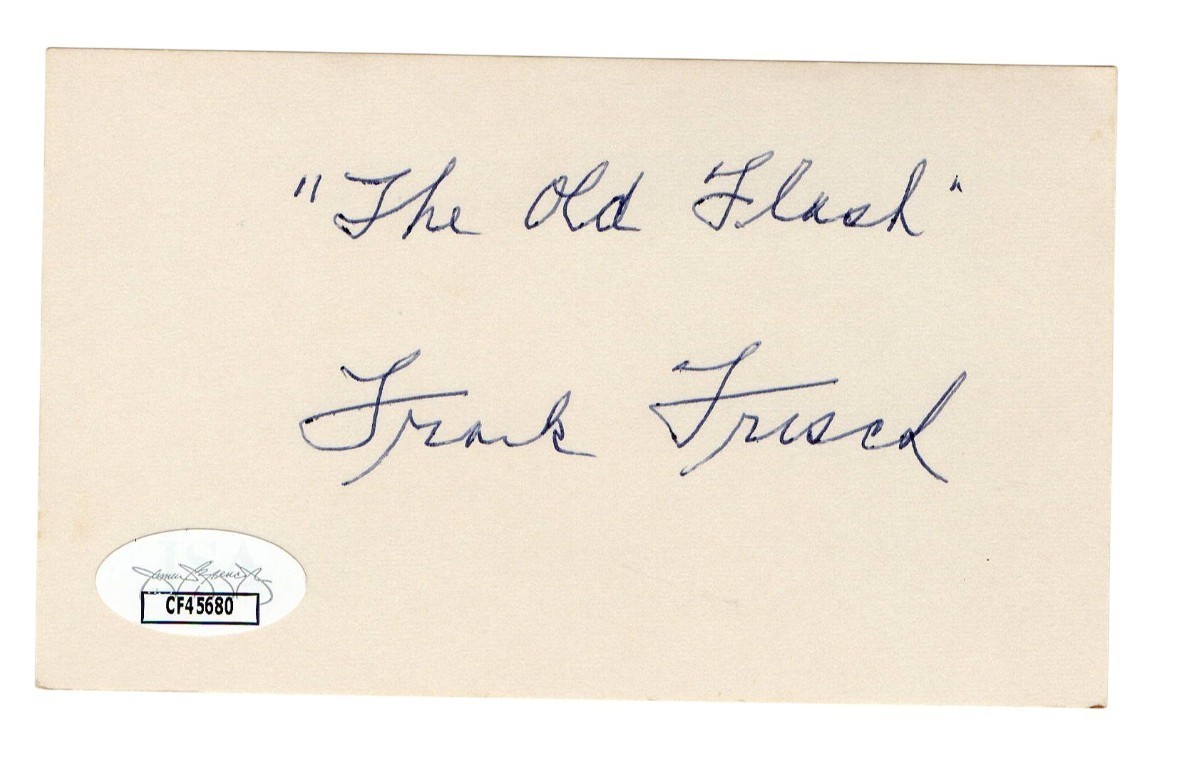 "The Old Flash"
Frank Frisch
CF45680